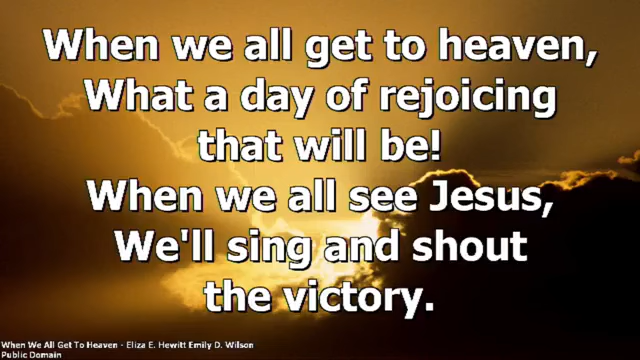 When we all get to heaven,
What a day of rejoicing
that will be!
When we all see Jesus,
We'll sing and shout
the victory.
When We All Get To Heaven - Eliza E. Hewitt Emily D. Wilson
Public Domain